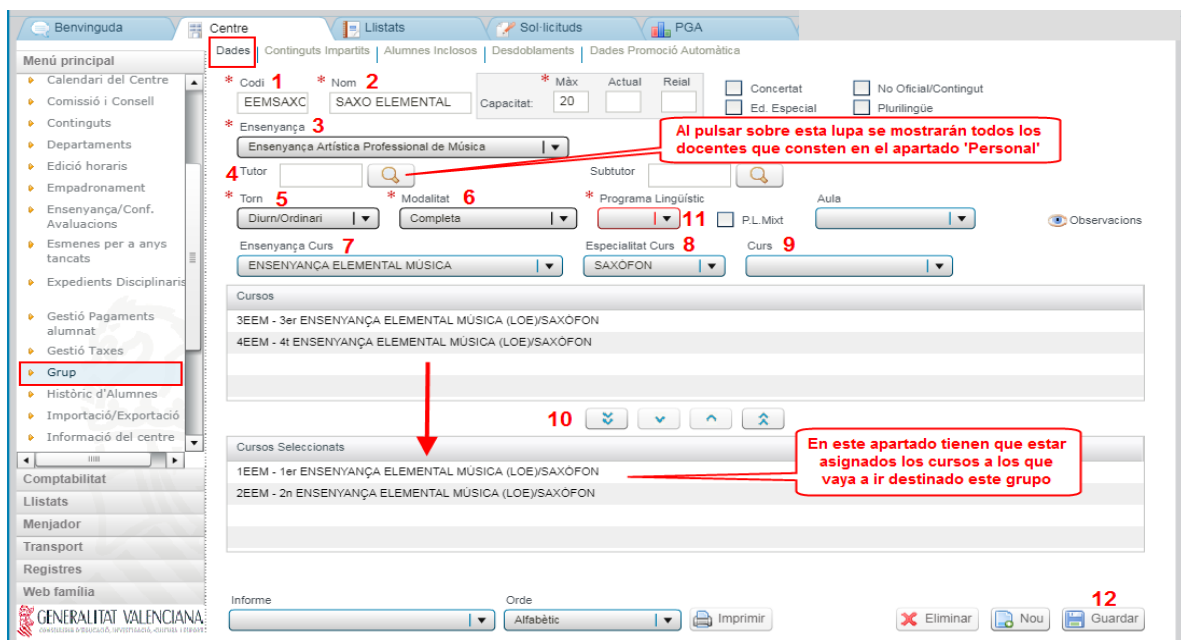 Benvinguda
Centre
Llistats
Sol·licituds
PGA
Menú principal
Calendari del Centre
Comissió i Consell
Continguts
Departaments
Edició horaris
Empadronament
Ensenyança/Conf.
Avaluacions
Esmenes per a anys
tancats
Expedients Disciplinaris
Gestió Pagaments
alumnat
Gestió Taxes
Grup
Històric d'Alumnes
Importació/Exportació
Informació del centre
Comptabilitat
Llistats
Menjador
Transport
Registres
Web família
GENERALITAT VALENCIANA
Dades | Continguts Impartits | Alumnes Inclosos | Desdoblaments | Dades Promoció Automàtica
* Codi 1 * Nom 2 * Màx Actual Reial
EEMSAXO SAXO ELEMENTAL Capacitat: 20
Concertat No Oficial/Contingut
Ed. Especial Plurilingüe
* Ensenyança 3
Ensenyança Artística Professional de Música
Al pulsar sobre esta lupa se mostrarán todos los
docentes que consten en el apartado 'Personal'
4 Tutor Subtutor
* Torn 5 * Modalitat 6 * Programa Lingüístic Aula
Diurn/Ordinari Completa 11 P.L.Mixt Observacions
Ensenyança Curs 7 Especialitat Curs 8 Curs 9
ENSENYANÇA ELEMENTAL MÚSICA SAXÒFON
Cursos
3EEM - 3er ENSENYANÇA ELEMENTAL MÚSICA (LOE)/SAXÒFON
4EEM - 4t ENSENYANÇA ELEMENTAL MÚSICA (LOE)/SAXÒFON
10
Cursos Seleccionats
1EEM - 1er ENSENYANÇA ELEMENTAL MÚSICA (LOE)/SAXÒFON
2EEM - 2n ENSENYANÇA ELEMENTAL MÚSICA (LOE)/SAXÒFON
En este apartado tienen que estar
asignados los cursos a los que
vaya a ir destinado este grupo
Informe Orde 12
Alfabètic Imprimir Eliminar Nou Guardar